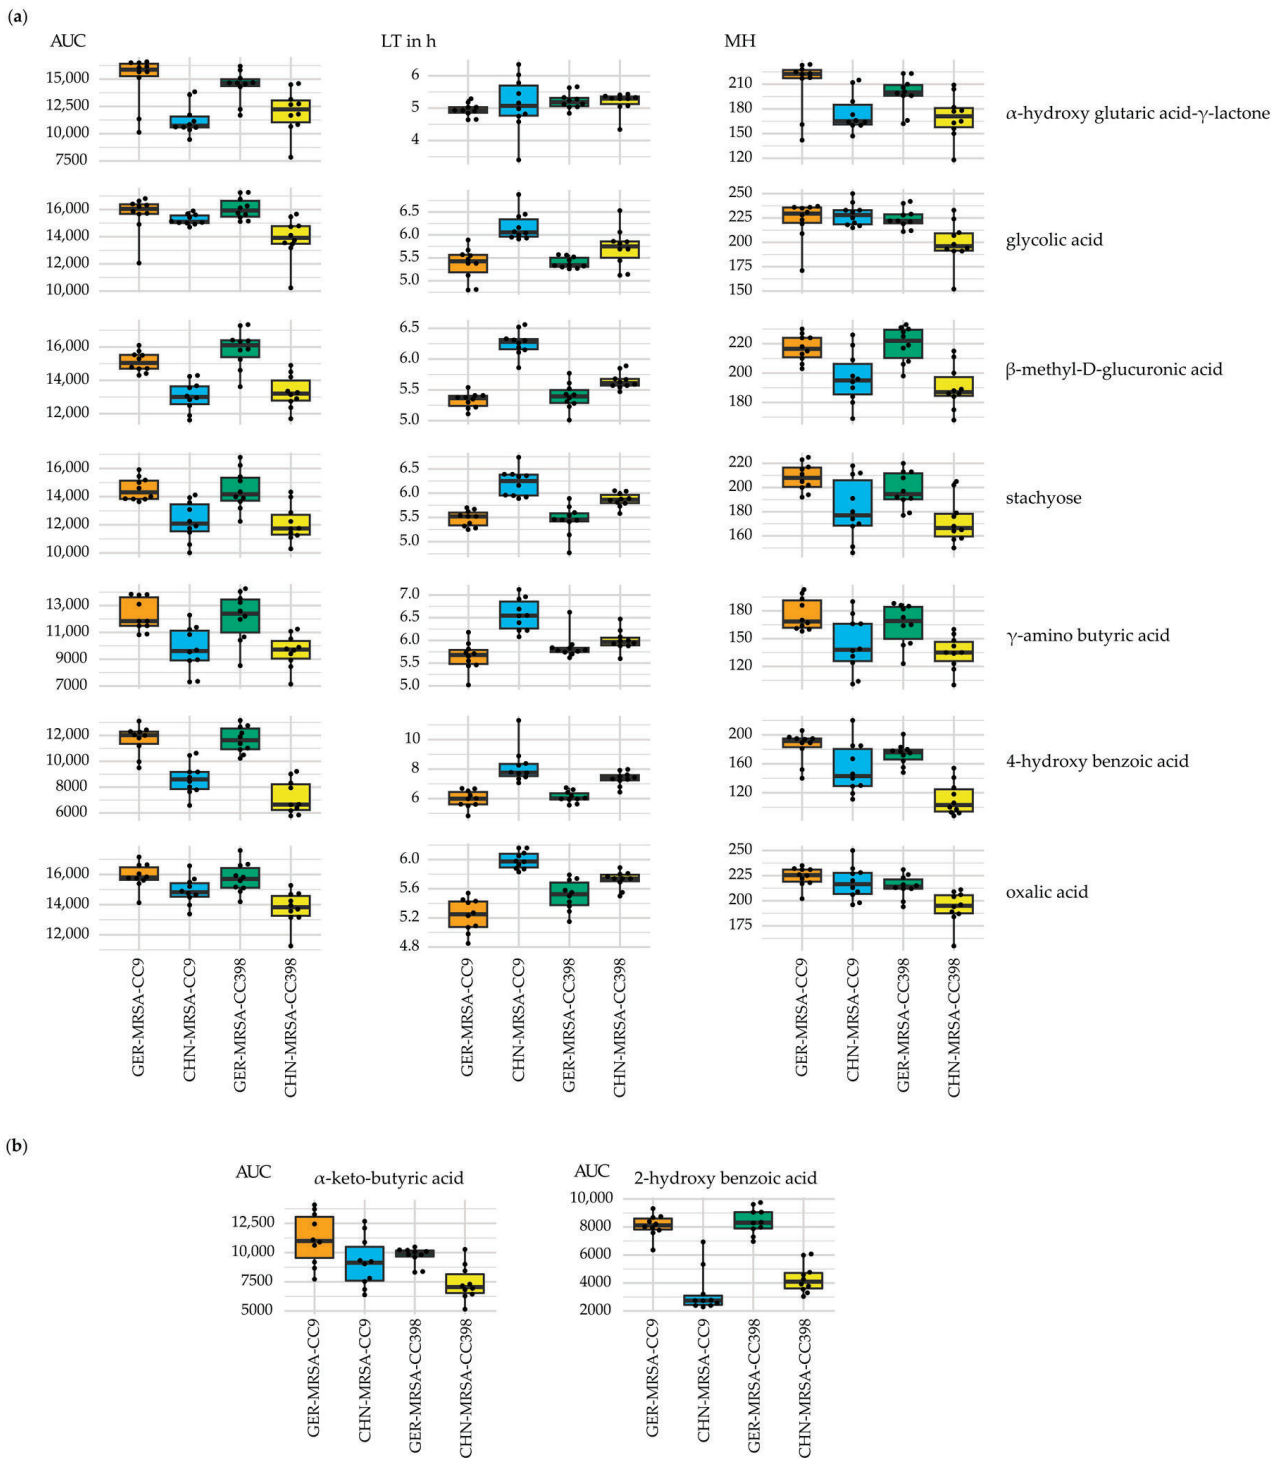 (a)
AUC LT in h MH
15,000
12,500
10,000
7500
6
5
4
210
180
150
120
α-hydroxy glutaric acid-γ-lactone
16,000
14,000
12,000
10,000
6.5
6.0
5.5
5.0
250
225
200
175
150
glycolic acid
16,000
14,000
12,000
6.5
6.0
5.5
5.0
220
200
180
β-methyl-D-glucuronic acid
16,000
14,000
12,000
10,000
6.5
6.0
5.5
5.0
220
200
180
160
stachyose
13,000
11,000
9000
7000
7.0
6.5
6.0
5.5
5.0
180
150
120
γ-amino butyric acid
12,000
10,000
8000
6000
10
8
6
200
160
120
4-hydroxy benzoic acid
16,000
14,000
12,000
6.0
5.6
5.2
4.8
250
225
200
175
oxalic acid
GER-MRSA-CC9
CHN-MRSA-CC9
GER-MRSA-CC398
CHN-MRSA-CC398
GER-MRSA-CC9
CHN-MRSA-CC9
GER-MRSA-CC398
CHN-MRSA-CC398
GER-MRSA-CC9
CHN-MRSA-CC9
GER-MRSA-CC398
CHN-MRSA-CC398
(b)
AUC
α-keto-butyric acid
12,500
10,000
7500
5000
GER-MRSA-CC9
CHN-MRSA-CC9
GER-MRSA-CC398
CHN-MRSA-CC398
AUC
2-hydroxy benzoic acid
10,000
8000
6000
4000
2000
GER-MRSA-CC9
CHN-MRSA-CC9
GER-MRSA-CC398
CHN-MRSA-CC398